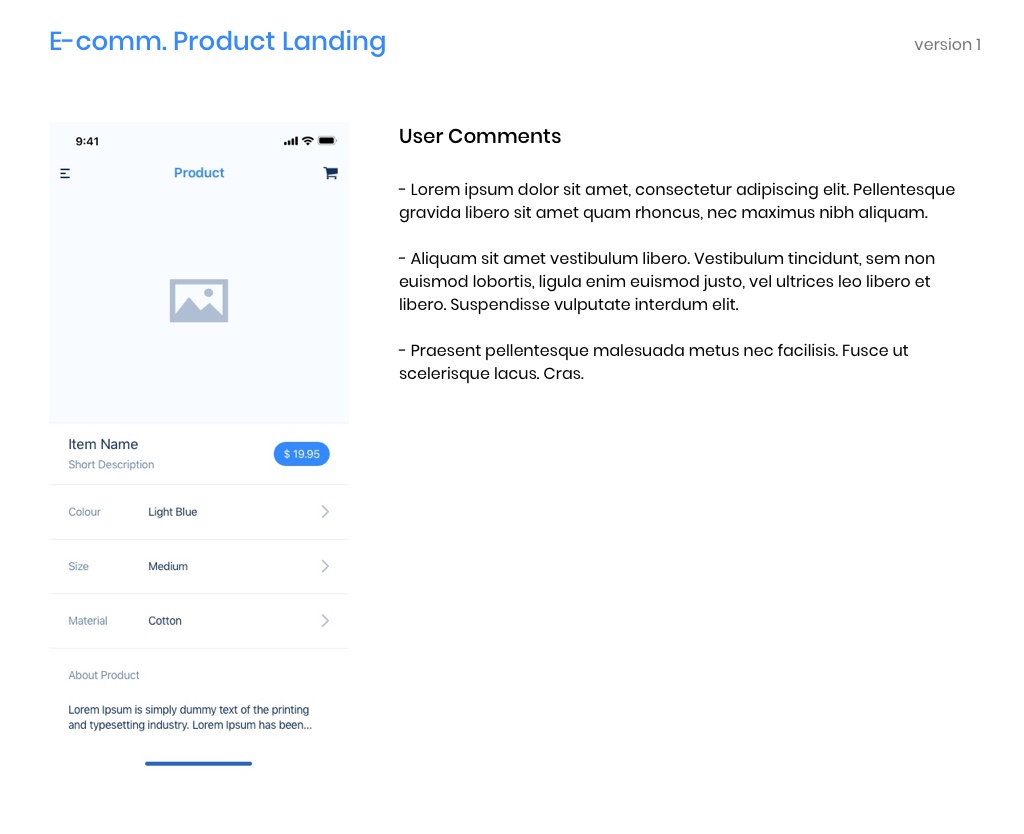 E-comm. Product Landing
version 1
9:41
Product
Item Name
Short Description
$ 19.95
Colour
Light Blue
Size
Medium
Material
Cotton
About Product
Lorem Ipsum is simply dummy text of the printing
and typesetting industry. Lorem Ipsum has been...
User Comments
- Lorem ipsum dolor sit amet, consectetur adipiscing elit. Pellentesque
gravida libero sit amet quam rhoncus, nec maximus nibh aliquam.
- Aliquam sit amet vestibulum libero. Vestibulum tincidunt, sem non
euismod lobortis, ligula enim euismod justo, vel ultrices leo libero et
libero. Suspendisse vulputate interdum elit.
- Praesent pellentesque malesuada metus nec facilisis. Fusce ut
scelerisque lacus. Cras.